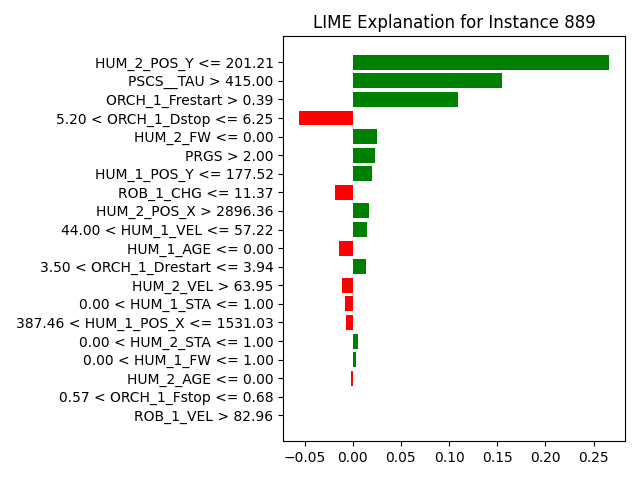 LIME Explanation for Instance 889
HUM_2_POS_Y <= 201.21
PSCS__TAU > 415.00
ORCH_1_Frestart > 0.39
5.20 < ORCH_1_Dstop <= 6.25
HUM_2_FW <= 0.00
PRGS > 2.00
HUM_1_POS_Y <= 177.52
ROB_1_CHG <= 11.37
HUM_2_POS_X > 2896.36
44.00 < HUM_1_VEL <= 57.22
HUM_1_AGE <= 0.00
3.50 < ORCH_1_Drestart <= 3.94
HUM_2_VEL > 63.95
0.00 < HUM_1_STA <= 1.00
387.46 < HUM_1_POS_X <= 1531.03
0.00 < HUM_2_STA <= 1.00
0.00 < HUM_1_FW <= 1.00
HUM_2_AGE <= 0.00
0.57 < ORCH_1_Fstop <= 0.68
ROB_1_VEL > 82.96
−0.05 0.00 0.05 0.10 0.15 0.20 0.25